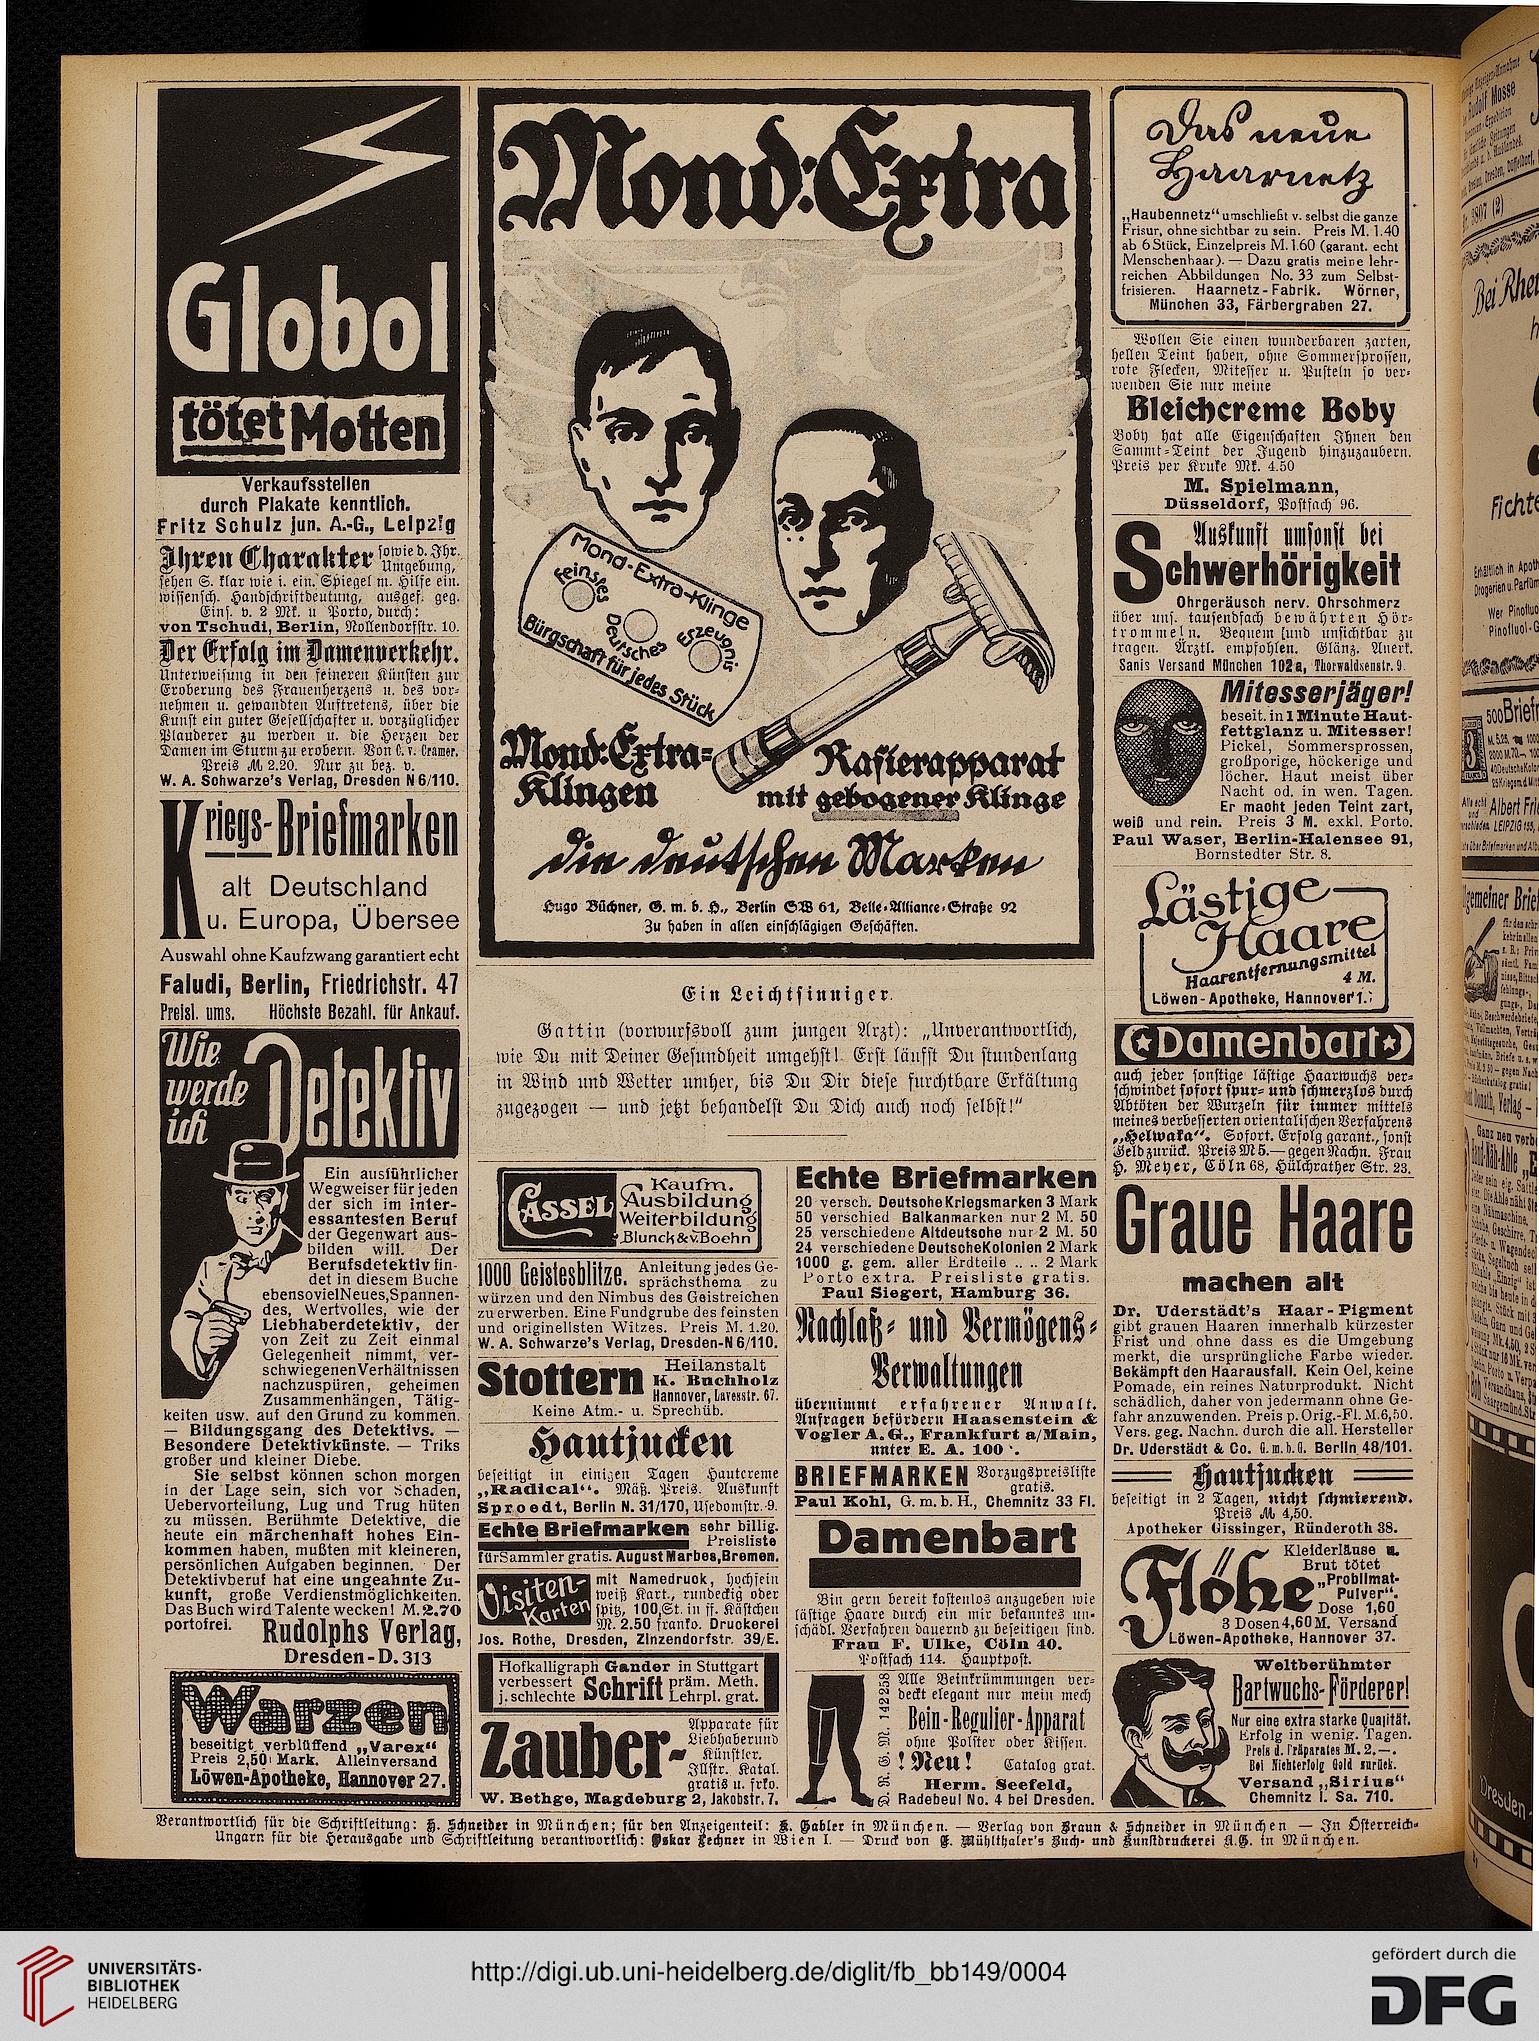 Globol
tötet Motten
Verkaufsstellen
durch Plakate kenntlich.
Fritz Schulz jun. A.-G., Leipzig
Ihren Charakter sowie d. Ihr.
Umgebung,
sehen S. klar wie i. ein. Spiegel m. Hilfe ein.
wissensch. Handschriftdeutung, ausgef. geg.
Eins. v. 2 Mk. u Porto, durch:
von Tschudi, Berlin, Nollendorfstr. 10.
Der Erfolg im Damenverkehr.
Unterweisung in den feineren Künsten zur
Eroberung des Frauenherzens u. des vor-
nehmen u. gewandten Auftretens, über die
Kunst ein guter Gesellschafter u. vorzüglicher
Plauderer zu werden u. die Herzen der
Damen im Sturm zu erobern. Von C. v. Cramer.
Preis M 2.20. Nur zu bez. v.
W. A. Schwarze's Verlag, Dresden N 6/110.
Kriegs-Briefmarken
alt Deutschland
u. Europa, Übersee
Auswahl ohne Kaufzwang garantiert echt
Faludi, Berlin, Friedrichstr. 47
Preisl. ums. Höchste Bezahl. für Ankauf.
Wie
werde
ich Detektiv
Ein ausführlicher
Wegweiser für jeden
der sich im inter-
essantesten Beruf
der Gegenwart aus-
bilden will. Der
Berufsdetektiv fin-
det in diesem Buche
ebensoviel Neues, Spannen-
des, Wertvolles, wie der
Liebhaberdetektiv, der
von Zeit zu Zeit einmal
Gelegenheit nimmt, ver-
schwiegenen Verhältnissen
nachzuspüren, geheimen
Zusammenhängen, Tätig-
keiten usw. auf den Grund zu kommen.
— Bildungsgang des Detektivs. —
Besondere Detektivkünste. — Triks
großer und kleiner Diebe.
Sie selbst können schon morgen
in der Lage sein, sich vor Schaden,
Uebervorteilung, Lug und Trug hüten
zu müssen. Berühmte Detektive, die
heute ein märchenhaft hohes Ein-
kommen haben, mußten mit kleineren,
persönlichen Aufgaben beginnen. Der
Detektivberuf hat eine ungeahnte Zu-
kunft, große Verdienstmöglichkeiten.
Das Buch wird Talente wecken! M. 2.70
portofrei. Rudolphs Verlag,
Dresden-D. 313
Warzen
beseitigt verblüffend „Varex“
Preis 2,50 Mark. Alleinversand
Löwen-Apotheke, Hannover 27.
Mond-Extra
Mond-Extra-Klinge
feinstes
Deutsches
Erzeugnis
Bürgschaft für jedes Stück
Mond-Extra-
Klingen
Rasierapparat
mit gebogener Klinge
die deutschen Marken
Hugo Büchner, G. m. b. H., Berlin SW 61, Belle-Alliance-Straße 92
Zu haben in allen einschlägigen Geschäften.
Ein Leichtsinniger.
Gattin (vorwurfsvoll zum jungen Arzt): „Unverantwortlich,
wie Du mit Deiner Gesundheit umgehst! Erst läufst Du stundenlang
in Wind und Wetter umher, bis Du Dir diese furchtbare Erkältung
zugezogen — und jetzt behandelst Du Dich auch noch selbst!“
CASSEL
Kaufm.
Ausbildung
Weiterbildung
Blunck & v. Boehn
1000 Geistesblitze. Anleitung jedes Ge-
sprächsthema zu
würzen und den Nimbus des Geistreichen
zu erwerben. Eine Fundgrube des feinsten
und originellsten Witzes. Preis M. 1.20.
W. A. Schwarze's Verlag, Dresden-N 6/110.
Stottern Heilanstalt
K. Buchholz
Hannover, Lavesstr. 67.
Keine Atm.- u. Sprechüb.
Hautjucken
beseitigt in einigen Tagen Hautcreme
„Radical“. Mäß. Preis. Auskunft
Sproedt, Berlin N. 31/170, Usedomstr. 9.
Echte Briefmarken sehr billig.
Preisliste
für Sammler gratis. August Marbes, Bremen.
Visiten-
Karten
mit Namedruck, hochfein
weiß Kart., rundeckig oder
spitz, 100 St. in ff. Kästchen
M. 2.50 franko. Druckerei
Jos. Rothe, Dresden, Zinzendorfstr. 39/E.
Hofkalligraph Gander in Stuttgart
verbessert Schrift präm. Meth.
j. schlechte Lehrpl. grat.
Zauber-
Apparate für
Liebhaber und
Künstler.
Illstr. Katal.
gratis u. frko.
W. Bethge, Magdeburg 2, Jakobstr. 7.
Echte Briefmarken
20 versch. Deutsche Kriegsmarken 3 Mark
50 verschied Balkanmarken nur 2 M. 50
25 verschiedene Altdeutsche nur 2 M. 50
24 verschiedene Deutsche Kolonien 2 Mark
1000 g. gem. aller Erdteile .. .. 2 Mark
Porto extra. Preisliste gratis.
Paul Siegert, Hamburg 36.
Nachlaß- und Vermögens-
Verwaltungen
übernimmt erfahrener Anwalt.
Anfragen befördern Haasenstein &
Vogler A. G., Frankfurt a/Main,
unter E. A. 100
BRIEFMARKEN Vorzugspreisliste
gratis.
Paul Kohl, G. m. b. H., Chemnitz 33 Fl.
Damenbart
Bin gern bereit kostenlos anzugeben wie
lästige Haare durch ein mir bekanntes un-
schädl. Verfahren dauernd zu beseitigen sind.
Frau F. Ulke, Cöln 40.
Postfach 114. Hauptpost.
D. R. G. M. 142258
Alle Beinkrümmungen ver-
deckt elegant nur mein mech
Bein-Regulier-Apparat
ohne Polster oder Kissen.
! Neu ! Catalog grat.
Herm. Seefeld,
Radebeul No. 4 bei Dresden.
Das neue
Haarnetz
„Haubennetz“ umschließt v. selbst die ganze
Frisur, ohne sichtbar zu sein. Preis M. 1.40
ab 6 Stück, Einzelpreis M. 1.60 (garant. echt
Menschenhaar). — Dazu gratis meine lehr-
reichen Abbildungen No. 33 zum Selbst-
frisieren. Haarnetz-Fabrik. Wörner,
München 33, Färbergraben 27.
Wollen Sie einen wunderbaren zarten,
hellen Teint haben, ohne Sommersprossen,
rote Flecken, Mitesser u. Pusteln so ver-
wenden Sie nur meine
Bleichcreme Boby
Boby hat alle Eigenschaften Ihnen den
Sammt-Teint der Jugend hinzuzaubern.
Preis per Kruke Mk. 4.50
M. Spielmann,
Düsseldorf, Postfach 96.
Auskunft umsonst bei
Schwerhörigkeit
Ohrgeräusch nerv. Ohrschmerz
über uns. tausendfach bewährten Hör-
trommeln. Bequem und unsichtbar zu
tragen. Ärztl. empfohlen. Glänz. Anerk.
Sanis Versand München 102a, Thorwaldsenstr. 9.
Mitesserjäger!
beseit. in 1 Minute Haut-
fettglanz u. Mitesser!
Pickel, Sommersprossen,
großporige, höckerige und
löcher. Haut meist über
Nacht od. in wen. Tagen.
Er macht jeden Teint zart,
weiß und rein. Preis 3 M. exkl. Porto.
Paul Waser, Berlin-Halensee 91,
Bornstedter Str. 8.
Lästige
Haare
Haarentfernungsmittel
4 M.
Löwen-Apotheke, Hannover 1.
Damenbart
auch jeder sonstige lästige Haarwuchs ver-
schwindet sofort spur- und schmerzlos durch
Abtöten der Wurzeln für immer mittels
meines verbesserten orientalischen Verfahrens
„Helwaka“. Sofort. Erfolg garant., sonst
Geld zurück. Preis M 5.— gegen Nachn. Frau
H. Meyer, Cöln 68, Hülchrather Str. 23.
Graue Haare
machen alt
Dr. Uderstädt's Haar-Pigment
gibt grauen Haaren innerhalb kürzester
Frist und ohne dass es die Umgebung
merkt, die ursprüngliche Farbe wieder.
Bekämpft den Haarausfall. Kein Oel, keine
Pomade, ein reines Naturprodukt. Nicht
schädlich, daher von jedermann ohne Ge-
fahr anzuwenden. Preis p. Orig.-Fl. M. 6,50.
Vers. geg. Nachn. durch die all. Hersteller
Dr. Uderstädt & Co. G. m. b. H. Berlin 48/101.
Hautjucken
beseitigt in 2 Tagen, nicht schmierend.
Preis M 4,50.
Apotheker Gissinger, Ründeroth 38.
Flöhe
Kleiderläuse u.
Brut tötet
„Problimat-
Pulver“.
Dose 1,60
3 Dosen 4,60 M. Versand
Löwen-Apotheke, Hannover 37.
Weltberühmter
Bartwuchs-Förderer!
Nur eine extra starke Qualität.
Erfolg in wenig. Tagen.
Preis d. Präparates M. 2.—.
Bei Nichterfolg Geld zurück.
Versand „Sirius“
Chemnitz i. Sa. 710.
Verantwortlich für die Schriftleitung: H. Schneider in München; für den Anzeigenteil: K. Gabler in München. — Verlag von Braun & Schneider in München — In Österreich-
Ungarn für die Herausgabe und Schriftleitung verantwortlich: Oskar Lechner in Wien I. — Druck von E. Mühlthaler's Buch- und Kunstdruckerei A.G. in München.
Rudolf Mosse
Bei Rhe
Fichte
500 Brief
Albert Fri
LEIPZIG
Dresden
UNIVERSITÄTS-
BIBLIOTHEK
HEIDELBERG
http://digi.ub.uni-heidelberg.de/diglit/fb_bb149/0004
gefördert durch die
DFG